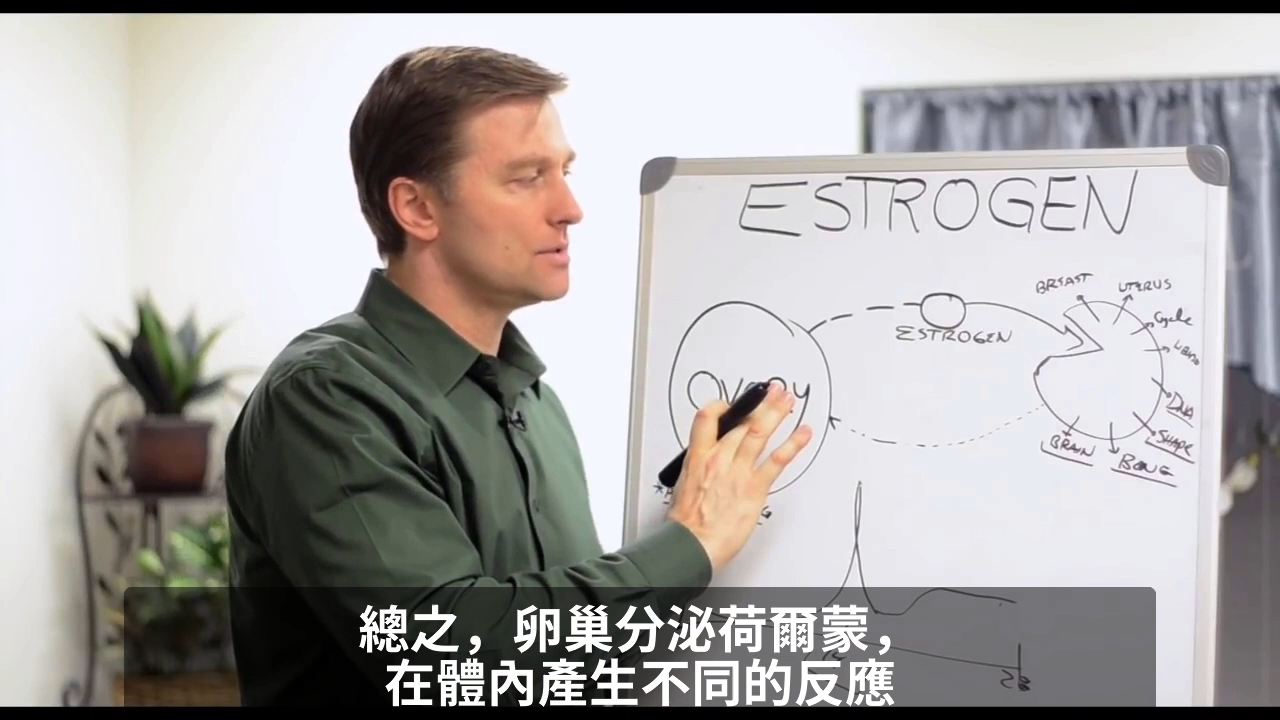 ESTROGEN
BREAST
UTERUS
Cycle
ESTROGEN
Ovary
DNA
SHAPE
BRAIN
BONE
總之，卵巢分泌荷爾蒙，
在體內產生不同的反應